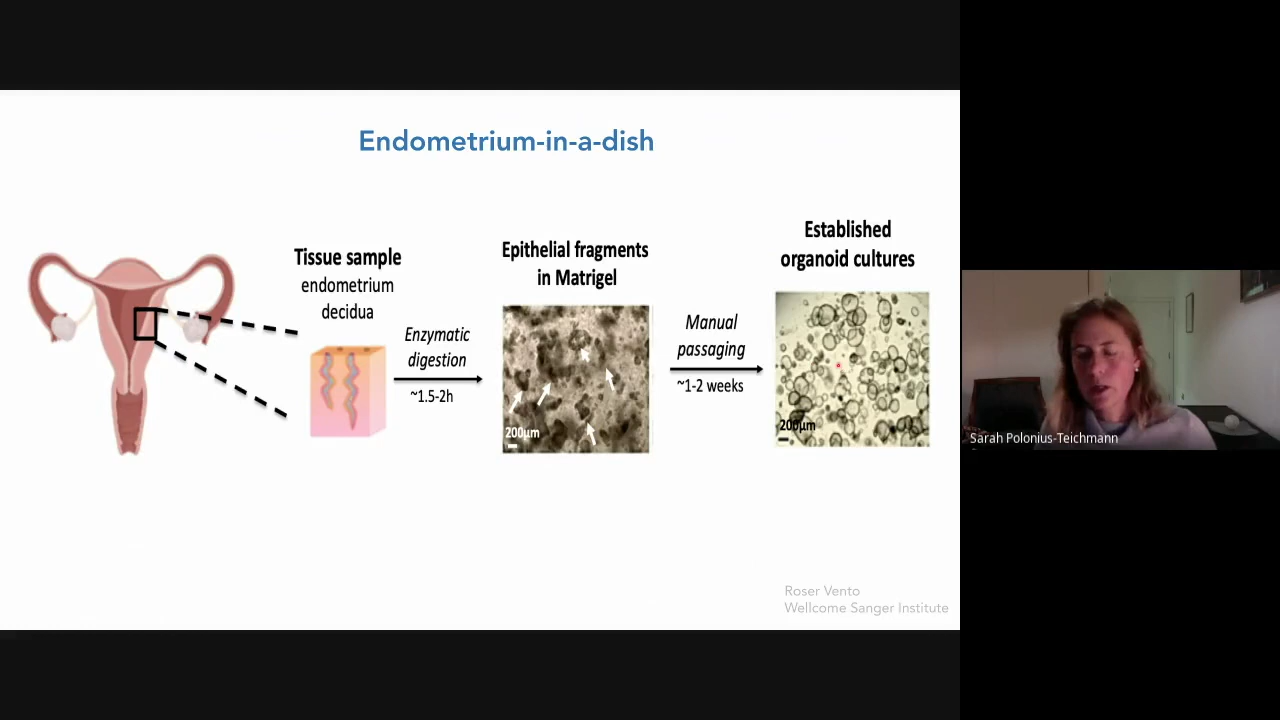 Endometrium-in-a-dish
Tissue sample
endometrium
decidua
Enzymatic
digestion
~1.5-2h
Epithelial fragments
in Matrigel
200µm
Manual
passaging
~1-2 weeks
Established
organoid cultures
200µm
Roser Vento
Wellcome Sanger Institute
Sarah Polonius-Teichmann